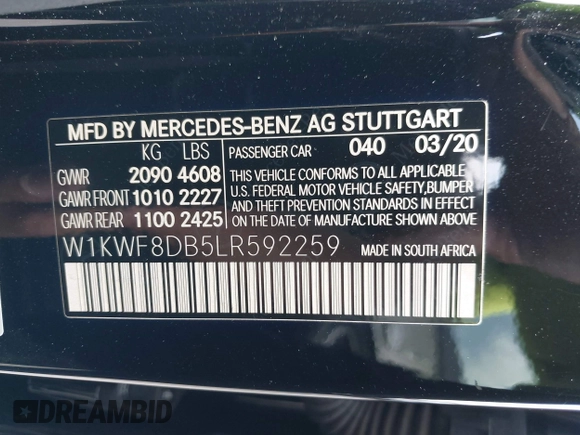 MFD BY MERCEDES-BENZ AG STUTTGART
KG LBS PASSENGER CAR 040 03/20
GVWR 2090 4608
GAWR FRONT 1010 2227
GAWR REAR 1100 2425
THIS VEHICLE CONFORMS TO ALL APPLICABLE
U.S. FEDERAL MOTOR VEHICLE SAFETY, BUMPER
AND THEFT PREVENTION STANDARDS IN EFFECT
ON THE DATE OF MANUFACTURE SHOWN ABOVE.
W1KWF8DB5LR592259 MADE IN SOUTH AFRICA
DREAMBID